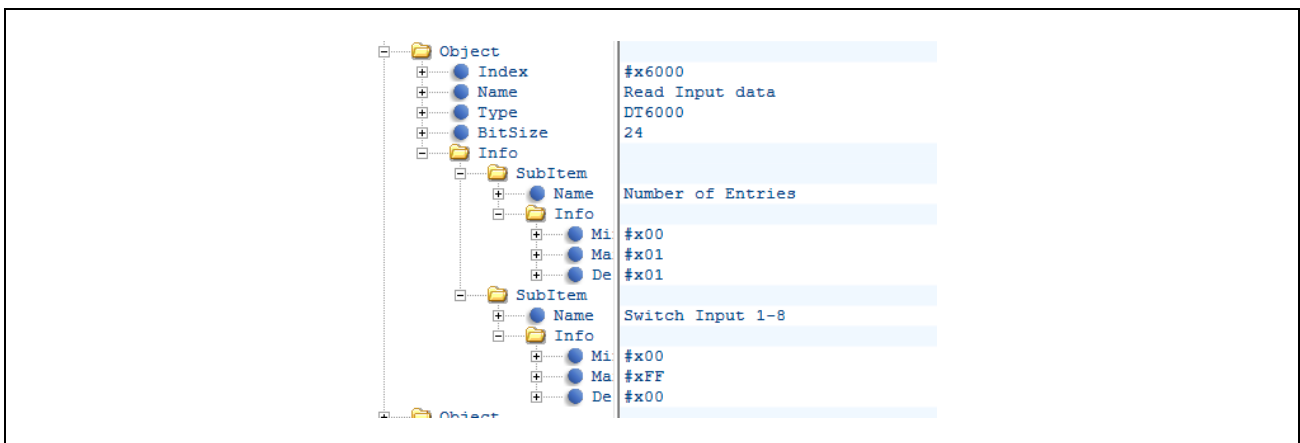 Object
Index #x6000
Name Read Input data
Type DT6000
BitSize 24
Info
SubItem
Name Number of Entries
Info
Mi #x00
Ma #x01
De #x01
SubItem
Name Switch Input 1-8
Info
Mi #x00
Ma #xFF
De #x00
Object